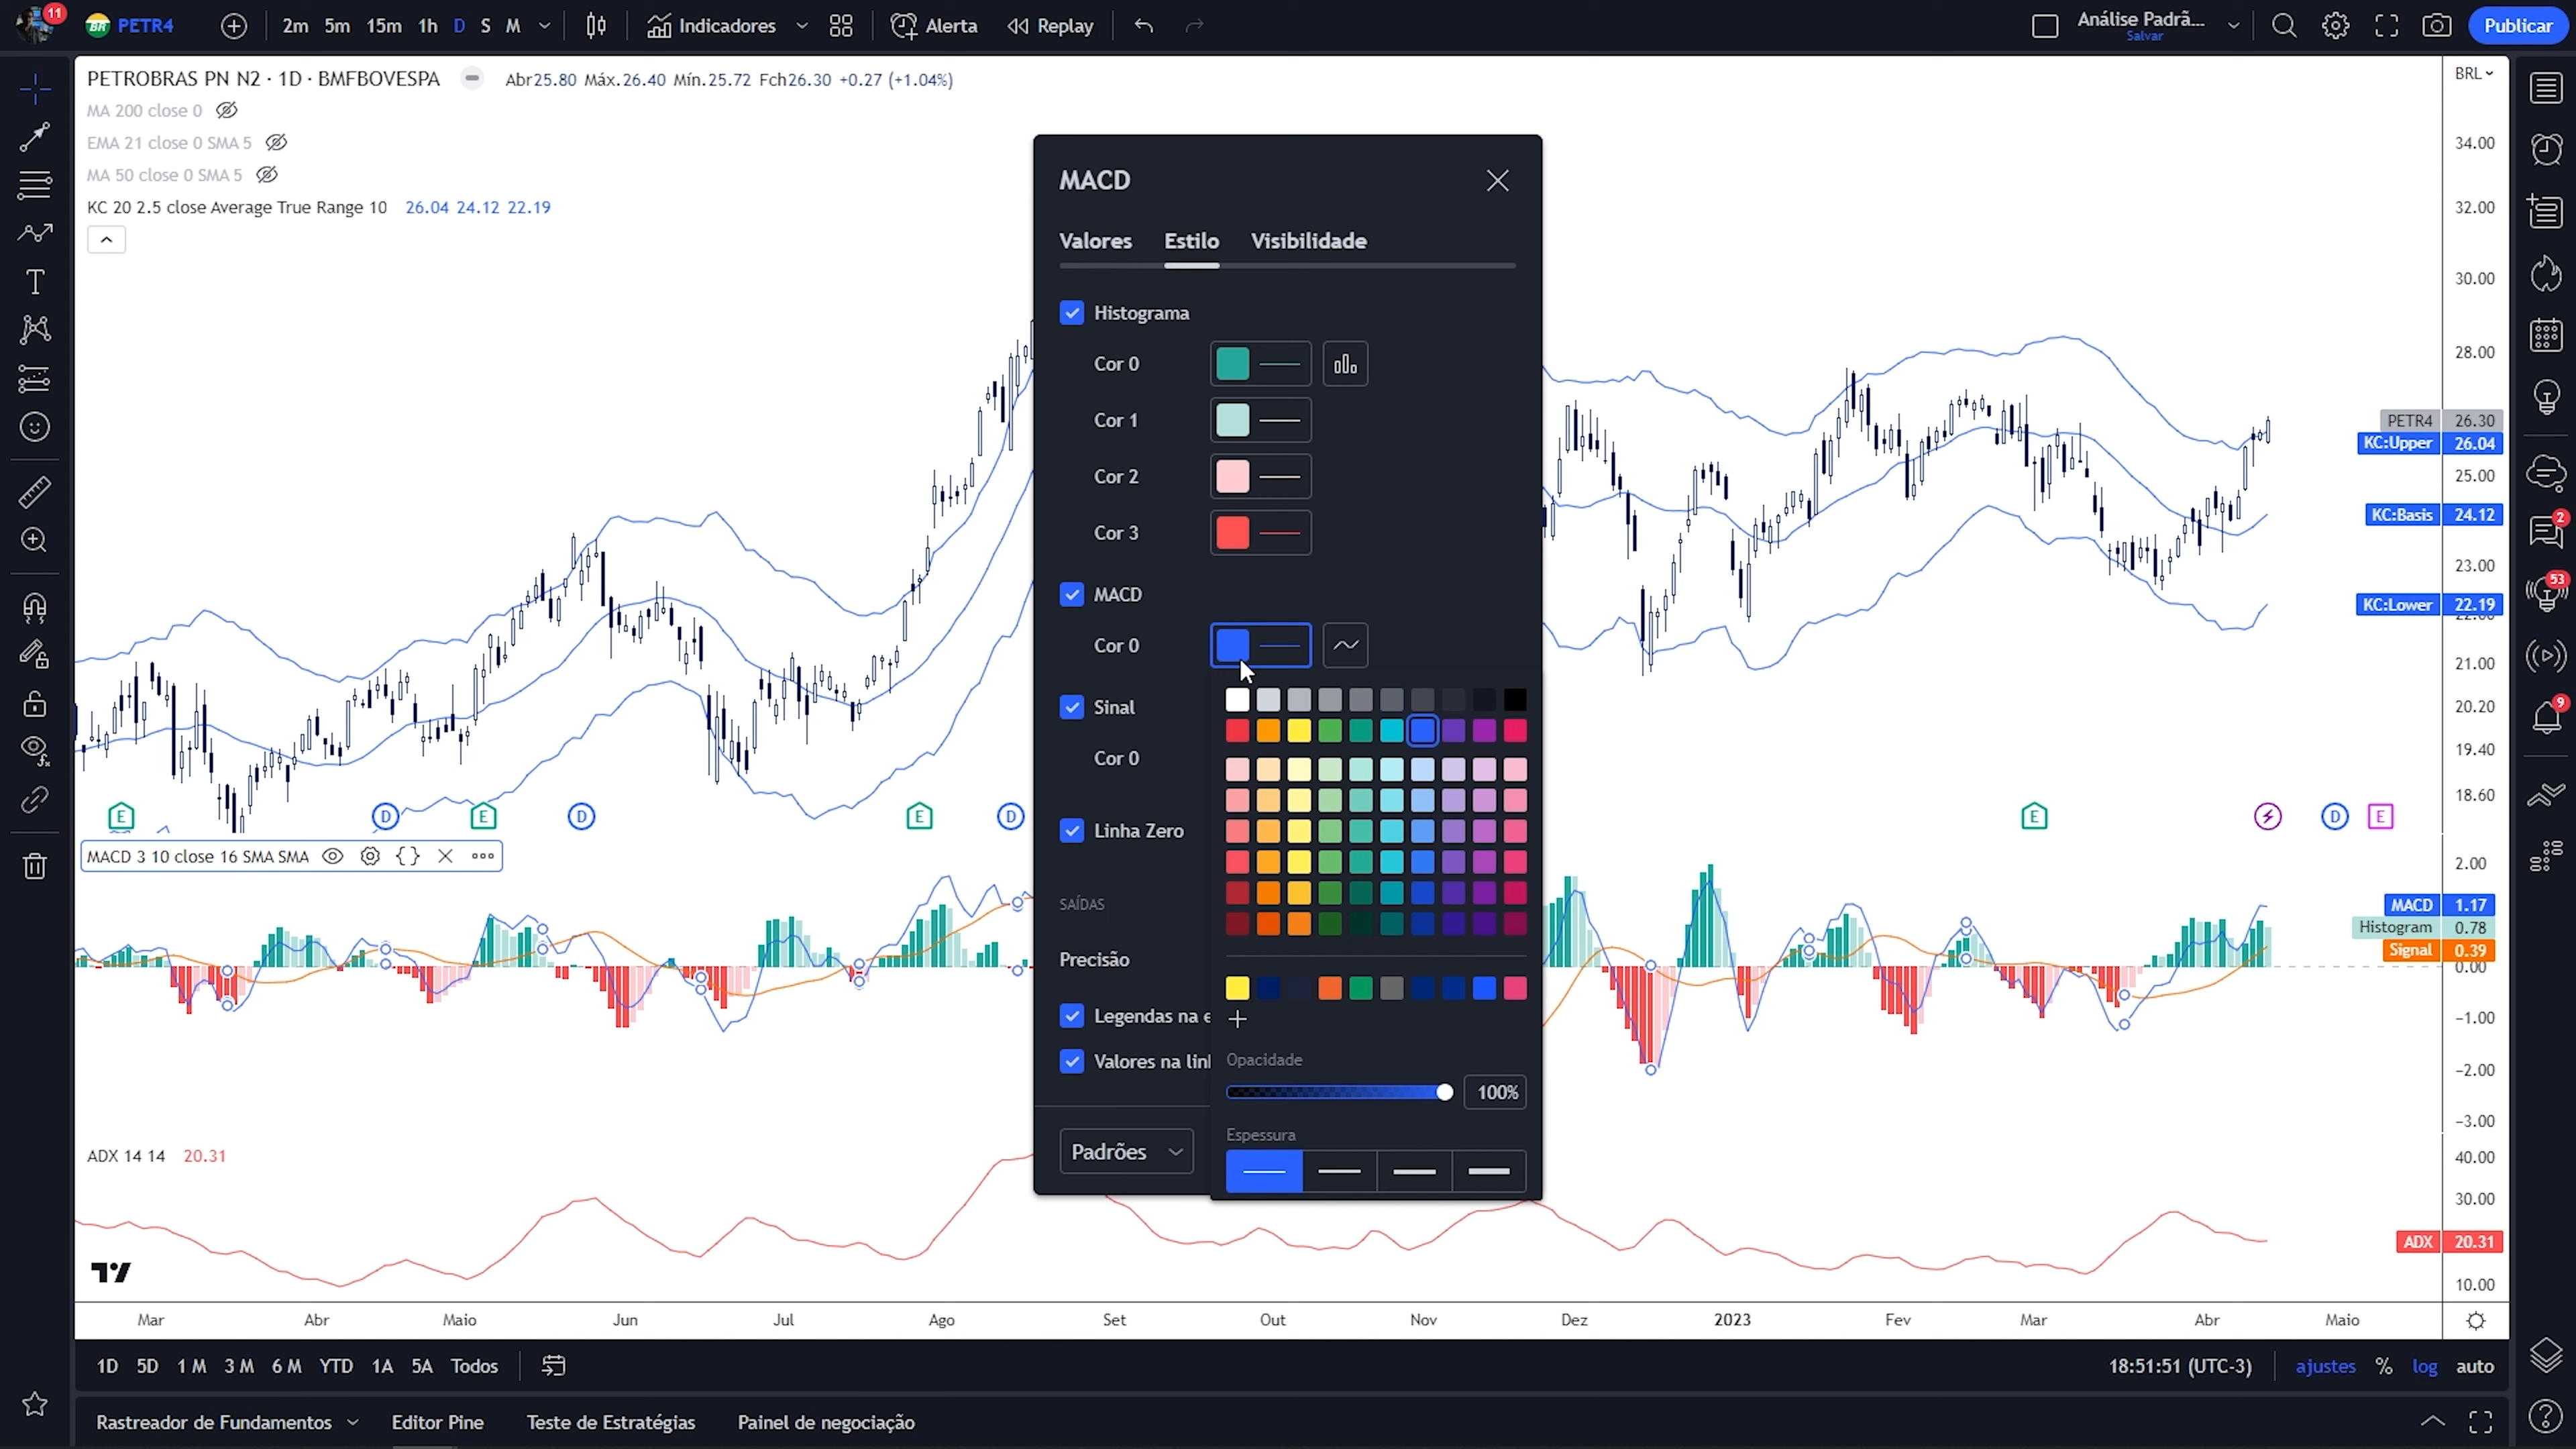 11
BR PETR4
2m 5m 15m 1h D S M
Indicadores
Alerta
Replay
Análise Padrã...
Salvar
Publicar
PETROBRAS PN N2 · 1D · BMFBOVESPA
Abr25.80 Máx.26.40 Mín.25.72 Fch26.30 +0.27 (+1.04%)
BRL
MA 200 close 0
EMA 21 close 0 SMA 5
MA 50 close 0 SMA 5
KC 20 2.5 close Average True Range 10 26.04 24.12 22.19
34.00
32.00
30.00
28.00
PETR4 26.30
KC:Upper 26.04
25.00
KC:Basis 24.12
23.00
KC:Lower 22.19
22.00
21.00
20.20
19.40
18.60
MACD
Valores Estilo Visibilidade
Histograma
Cor 0
Cor 1
Cor 2
Cor 3
MACD
Cor 0
Sinal
Cor 0
Linha Zero
SAÍDAS
Precisão
Legendas na e
Valores na lin
Opacidade
100%
Espessura
Padrões
E D E D E D E D E
MACD 3 10 close 16 SMA SMA
2.00
MACD 1.17
Histogram 0.78
Signal 0.39
0.00
−1.00
−2.00
−3.00
ADX 14 14 20.31
40.00
30.00
ADX 20.31
10.00
Mar Abr Maio Jun Jul Ago Set Out Nov Dez 2023 Fev Mar Abr Maio
1D 5D 1 M 3 M 6 M YTD 1A 5A Todos
18:51:51 (UTC-3)
ajustes % log auto
Rastreador de Fundamentos
Editor Pine
Teste de Estratégias
Painel de negociação
2
53
9